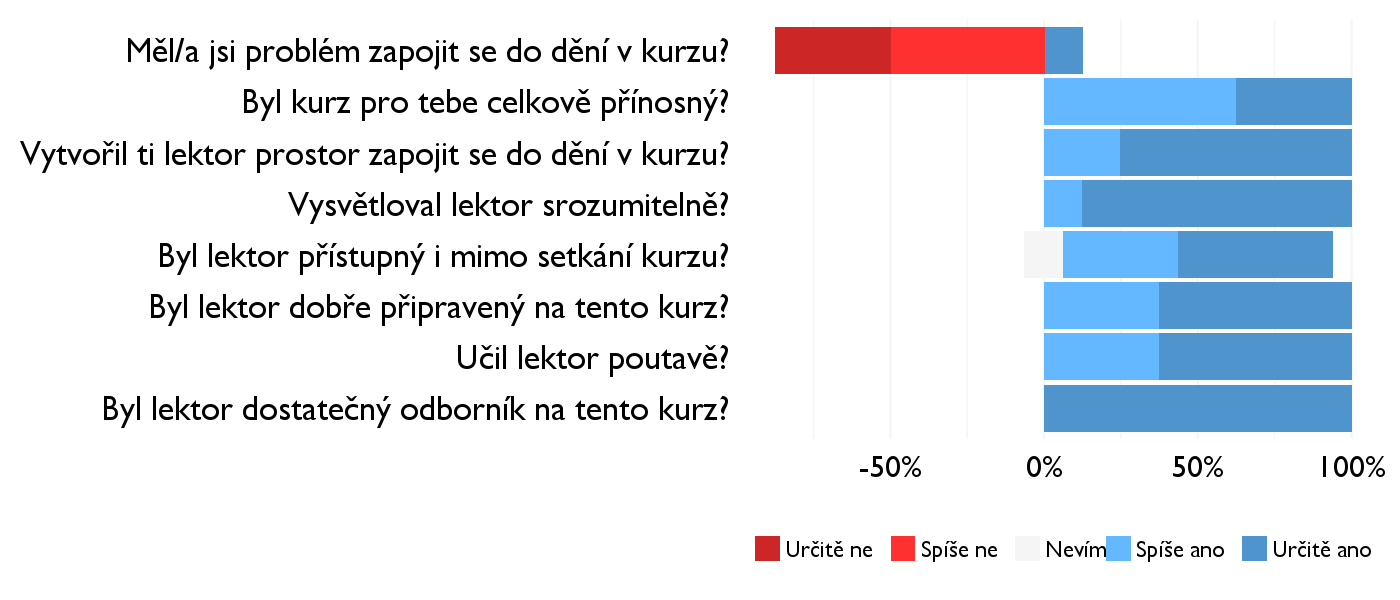 Měl/a jsi problém zapojit se do dění v kurzu?
Byl kurz pro tebe celkově přínosný?
Vytvořil ti lektor prostor zapojit se do dění v kurzu?
Vysvětloval lektor srozumitelně?
Byl lektor přístupný i mimo setkání kurzu?
Byl lektor dobře připravený na tento kurz?
Učil lektor poutavě?
Byl lektor dostatečný odborník na tento kurz?
-50% 0% 50% 100%
Určitě ne Spíše ne Nevím Spíše ano Určitě ano